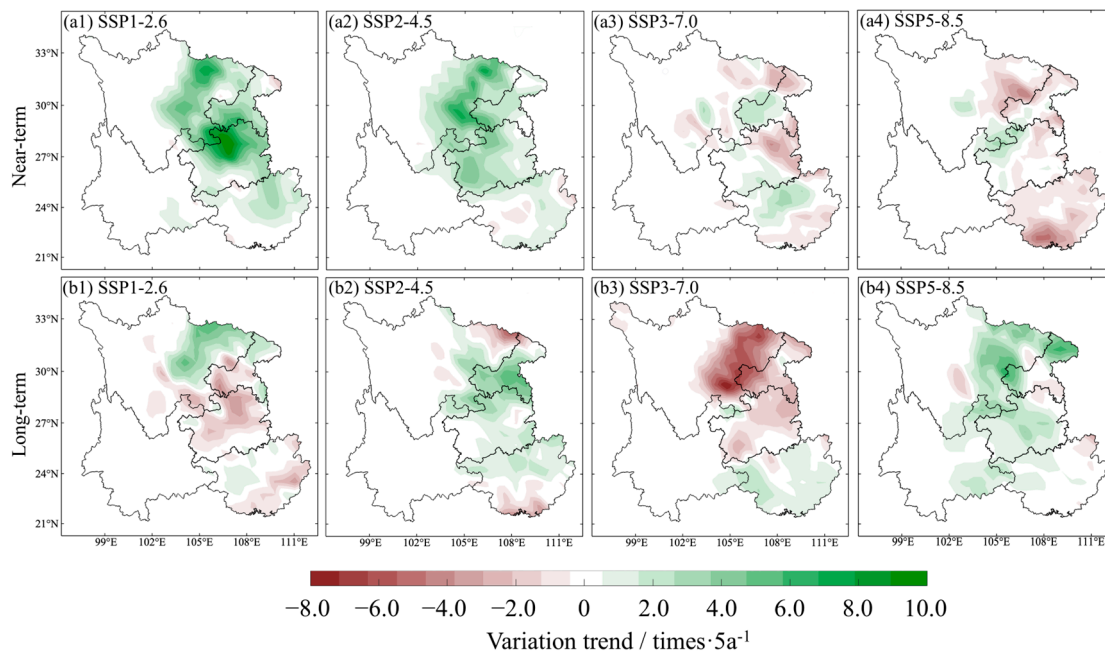 (a1) SSP1-2.6
(a2) SSP2-4.5
(a3) SSP3-7.0
(a4) SSP5-8.5
Near-term
33°N
30°N
27°N
24°N
21°N
(b1) SSP1-2.6
(b2) SSP2-4.5
(b3) SSP3-7.0
(b4) SSP5-8.5
Long-term
33°N
30°N
27°N
24°N
21°N
99°E 102°E 105°E 108°E 111°E
99°E 102°E 105°E 108°E 111°E
99°E 102°E 105°E 108°E 111°E
99°E 102°E 105°E 108°E 111°E
−8.0 −6.0 −4.0 −2.0 0 2.0 4.0 6.0 8.0 10.0
Variation trend / times·5a⁻¹